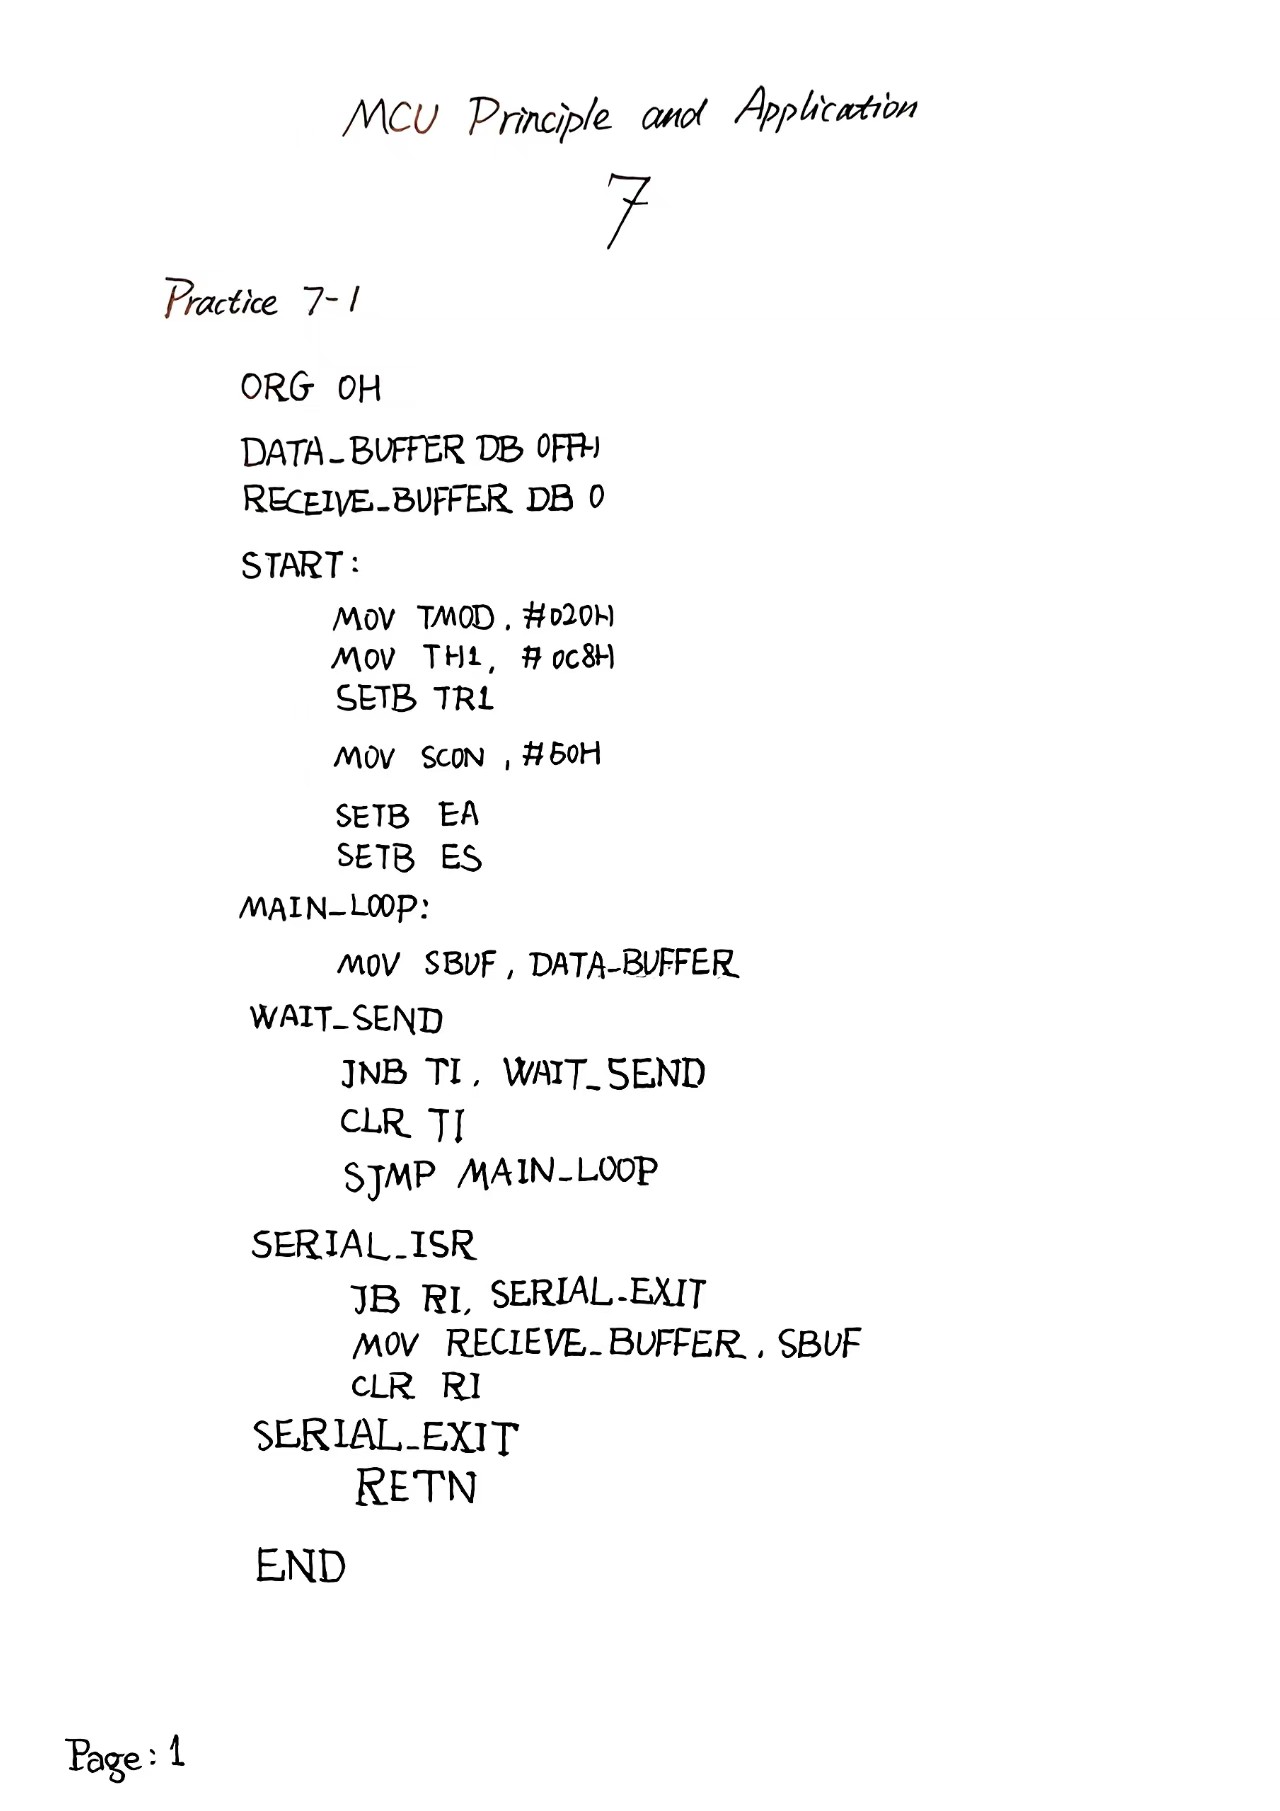 MCU Principle and Application
7
Practice 7-1
ORG 0H
DATA_BUFFER DB 0FFH
RECEIVE_BUFFER DB 0
START:
MOV TMOD, #020H
MOV TH1, #0C8H
SETB TR1
MOV SCON, #50H
SETB EA
SETB ES
MAIN_LOOP:
MOV SBUF, DATA_BUFFER
WAIT_SEND
JNB TI, WAIT_SEND
CLR TI
SJMP MAIN_LOOP
SERIAL_ISR
JB RI, SERIAL_EXIT
MOV RECIEVE_BUFFER, SBUF
CLR RI
SERIAL_EXIT
RETN
END
Page: 1